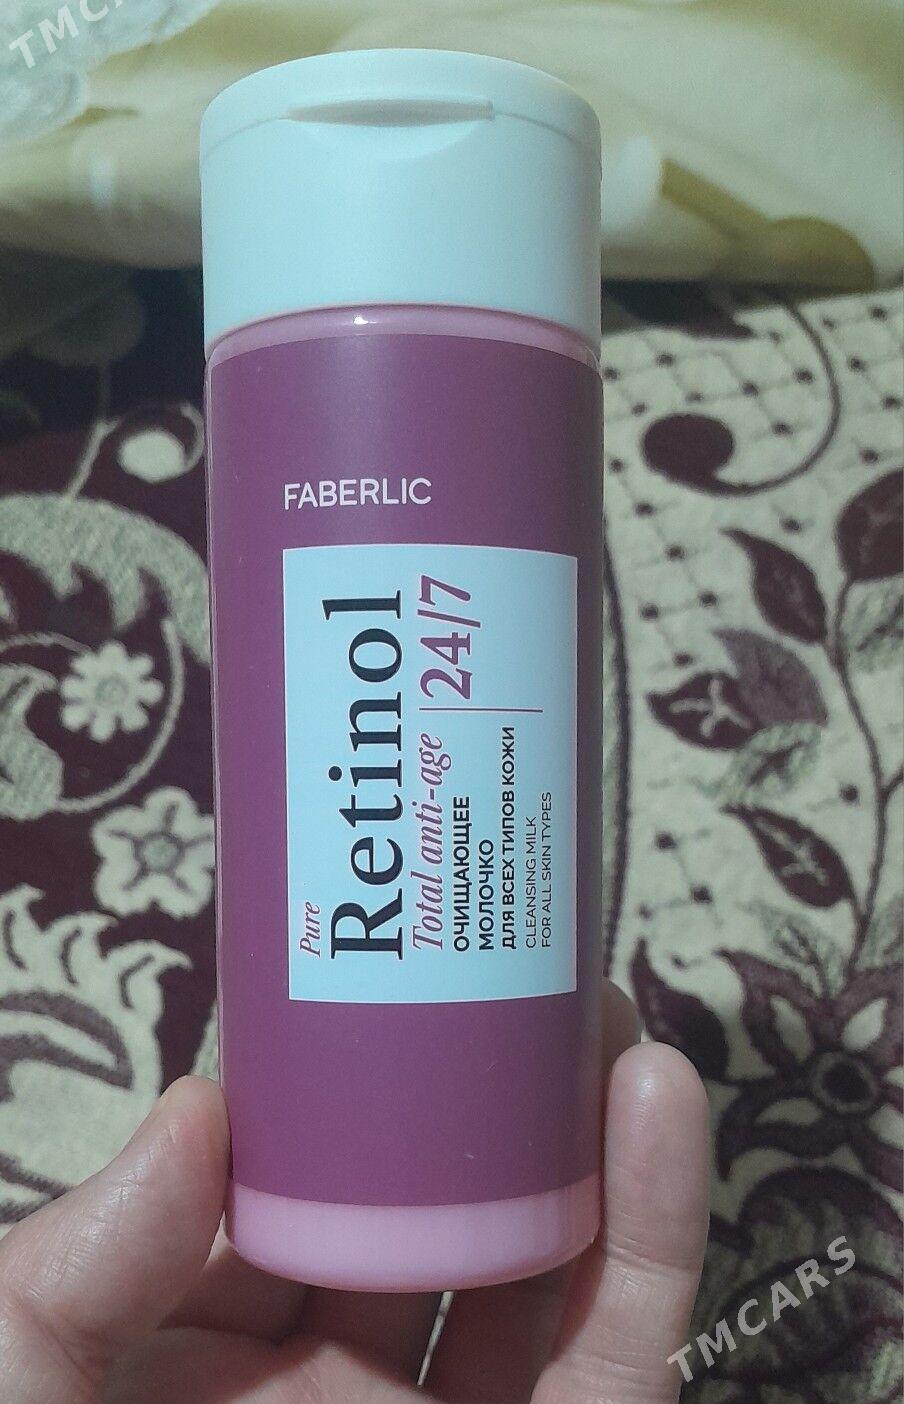 TMCARS
FABERLIC
Pure
Retinol
Total anti-age | 24/7
ОЧИЩАЮЩЕЕ
МОЛОЧКО
ДЛЯ ВСЕХ ТИПОВ КОЖИ
CLEANSING MILK
FOR ALL SKIN TYPES
TMCARS